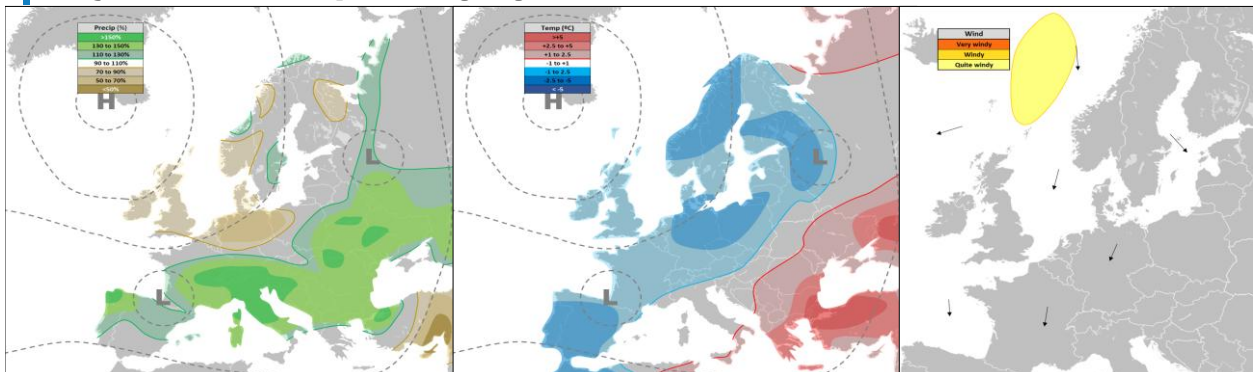 Precip (%)
>150%
130 to 150%
110 to 130%
90 to 110%
70 to 90%
50 to 70%
<50%
H
L
L
Temp (ºC)
>+5
+2.5 to +5
+1 to 2.5
-1 to +1
-1 to 2.5
-2.5 to -5
< -5
H
L
L
Wind
Very windy
Windy
Quite windy